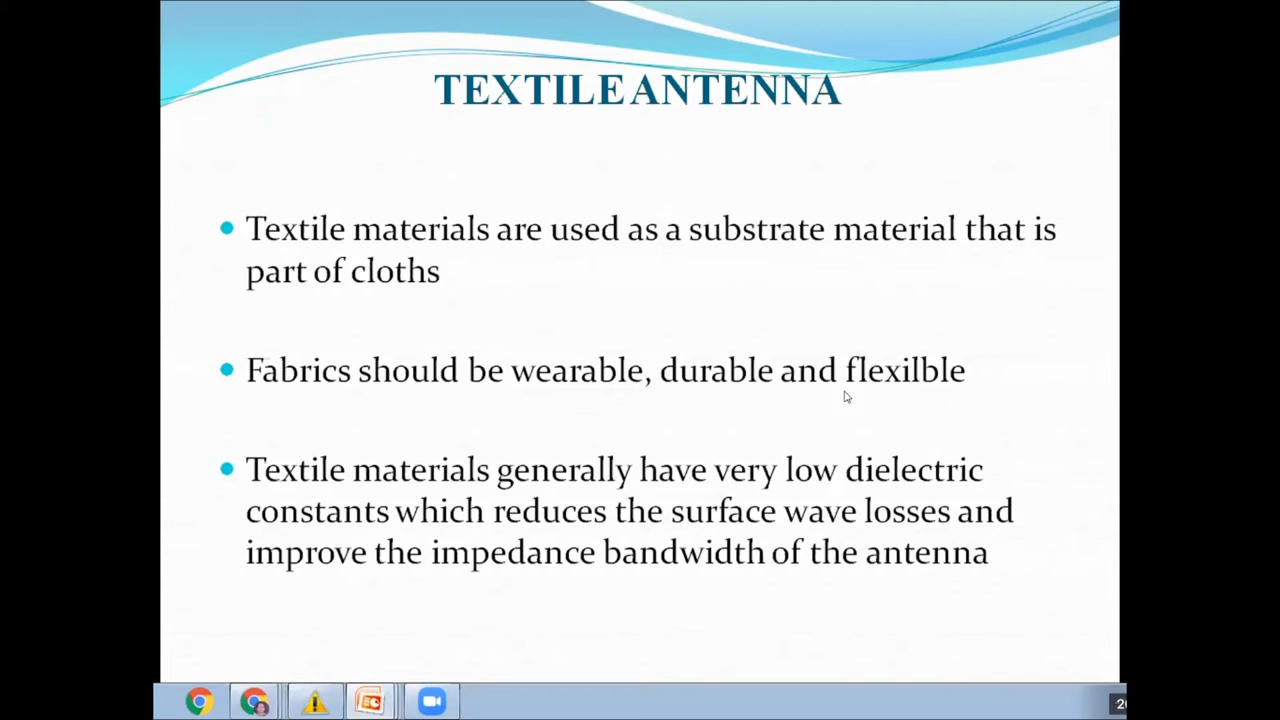 TEXTILE ANTENNA
Textile materials are used as a substrate material that is
part of cloths
Fabrics should be wearable, durable and flexilble
Textile materials generally have very low dielectric
constants which reduces the surface wave losses and
improve the impedance bandwidth of the antenna